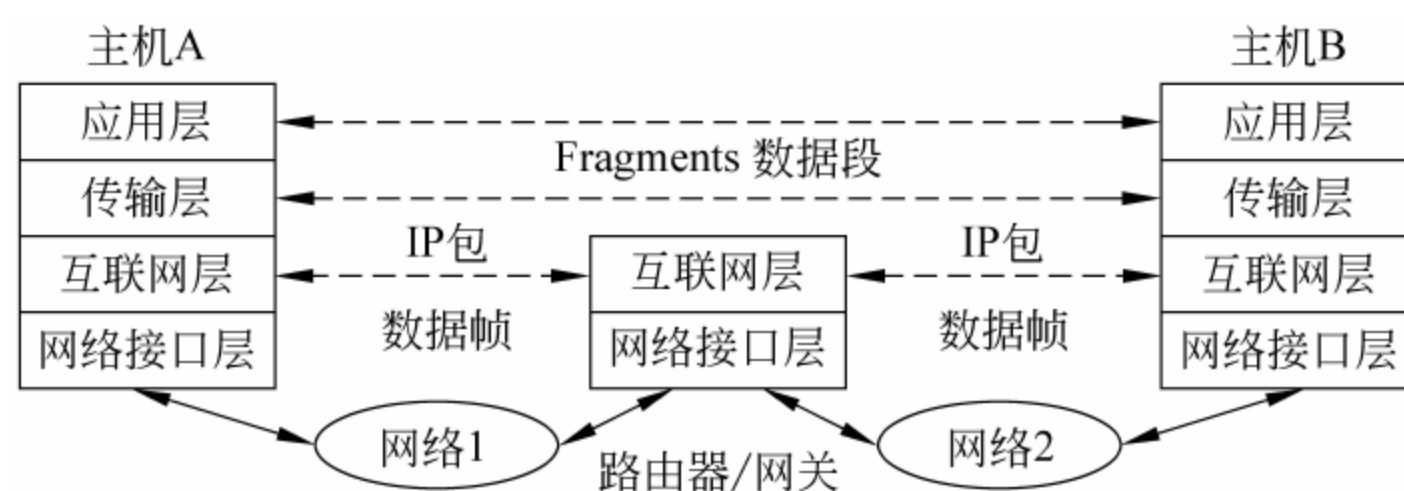 主机A
主机B
应用层
应用层
Fragments 数据段
传输层
传输层
IP包
IP包
互联网层
互联网层
互联网层
数据帧
数据帧
网络接口层
网络接口层
网络接口层
网络1
网络2
路由器/网关